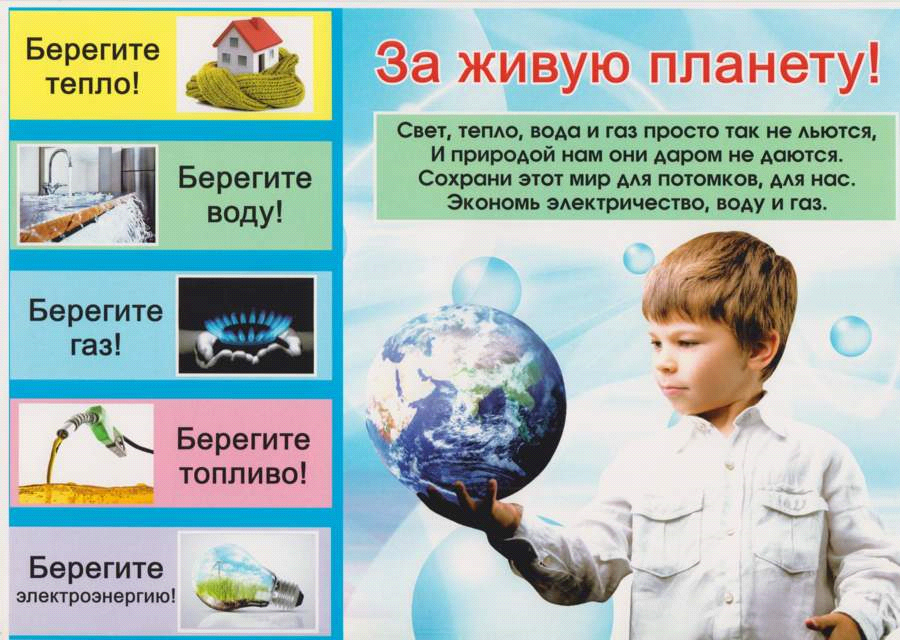 Берегите
тепло!
Берегите
воду!
Берегите
газ!
Берегите
топливо!
Берегите
электроэнергию!
За живую планету!
Свет, тепло, вода и газ просто так не льются,
И природой нам они даром не даются.
Сохрани этот мир для потомков, для нас.
Экономь электричество, воду и газ.